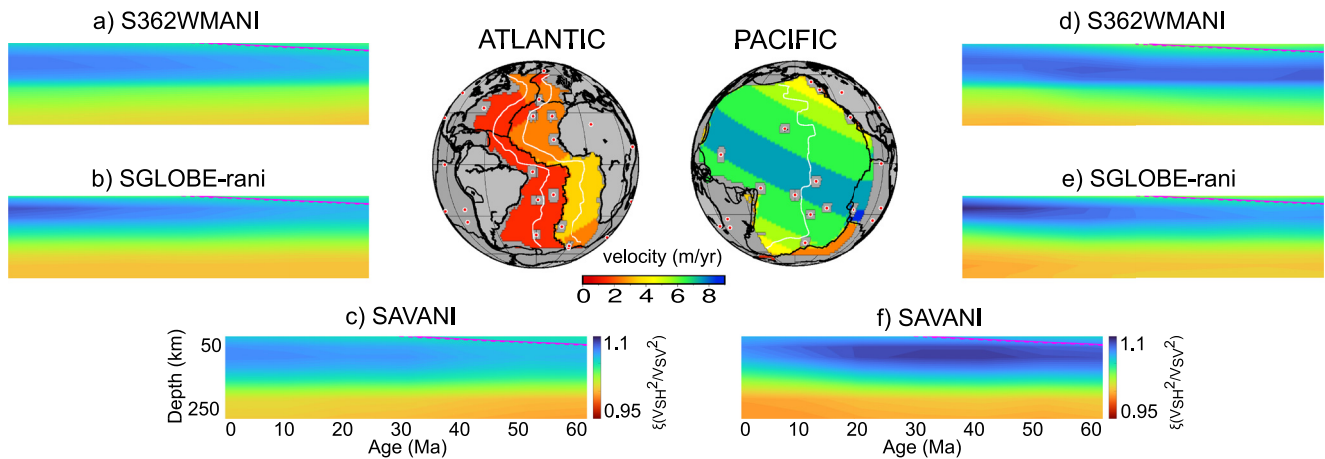 a) S362WMANI
d) S362WMANI
ATLANTIC
PACIFIC
b) SGLOBE-rani
e) SGLOBE-rani
velocity (m/yr)
0 2 4 6 8
c) SAVANI
f) SAVANI
Depth (km)
50
250
0 10 20 30 40 50 60
Age (Ma)
1.1
0.95
ξ(VSH²/VSV²)
0 10 20 30 40 50 60
Age (Ma)
1.1
0.95
ξ(VSH²/VSV²)